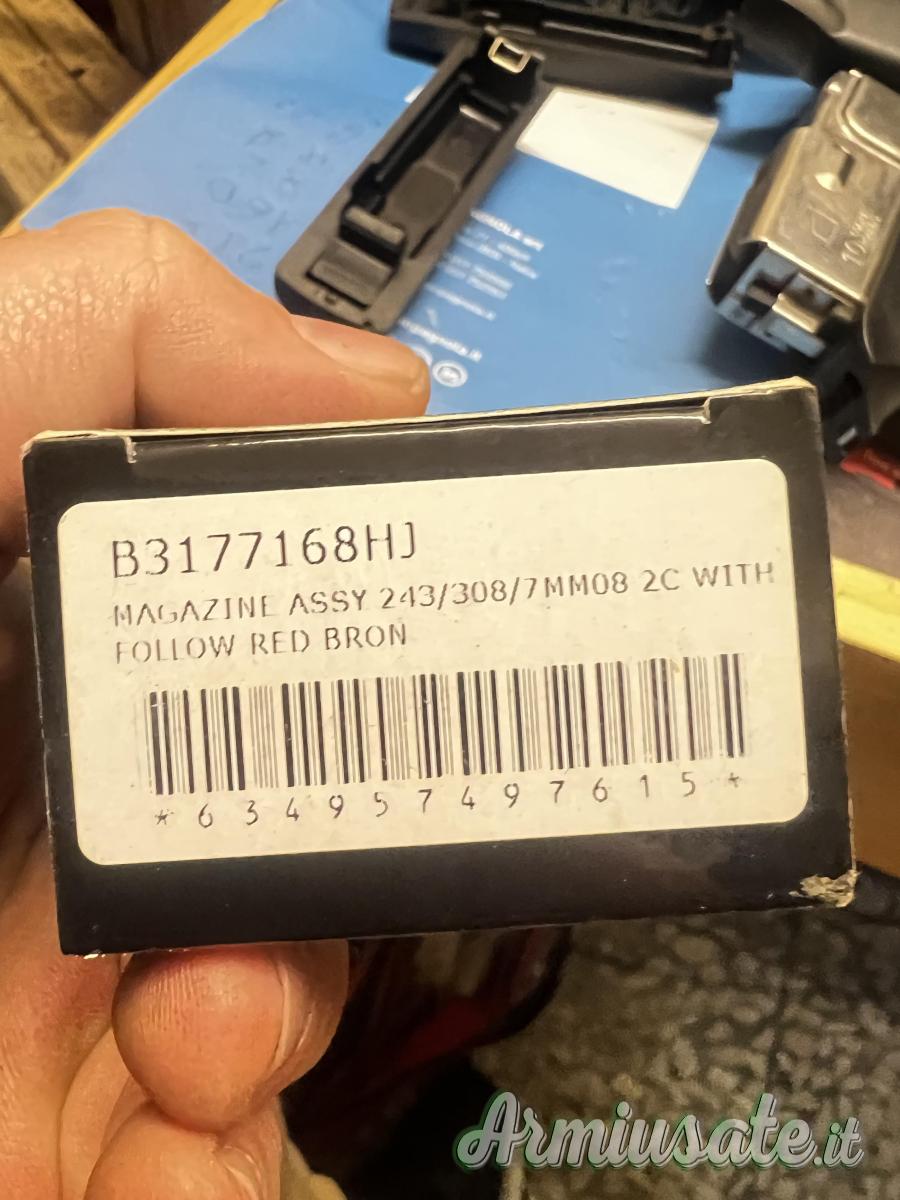 B3177168HJ
MAGAZINE ASSY 243/308/7MM08 2C WITH
FOLLOW RED BRON
*634957497615*
Armiusate.it